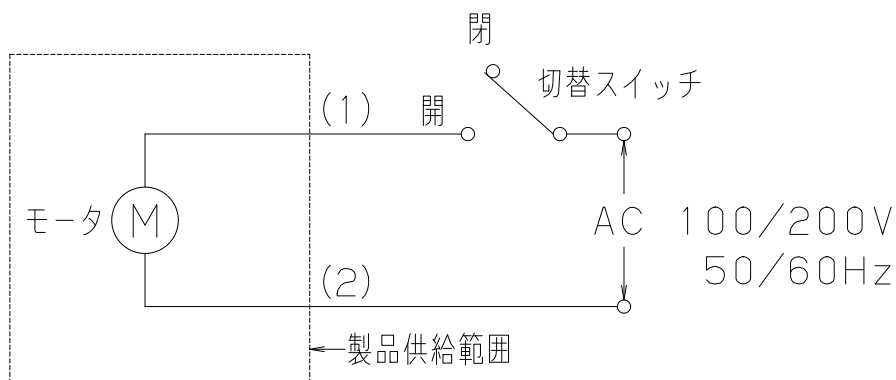 閉
切替スイッチ
(1)
開
モータ
M
AC 100/200V
50/60Hz
(2)
製品供給範囲